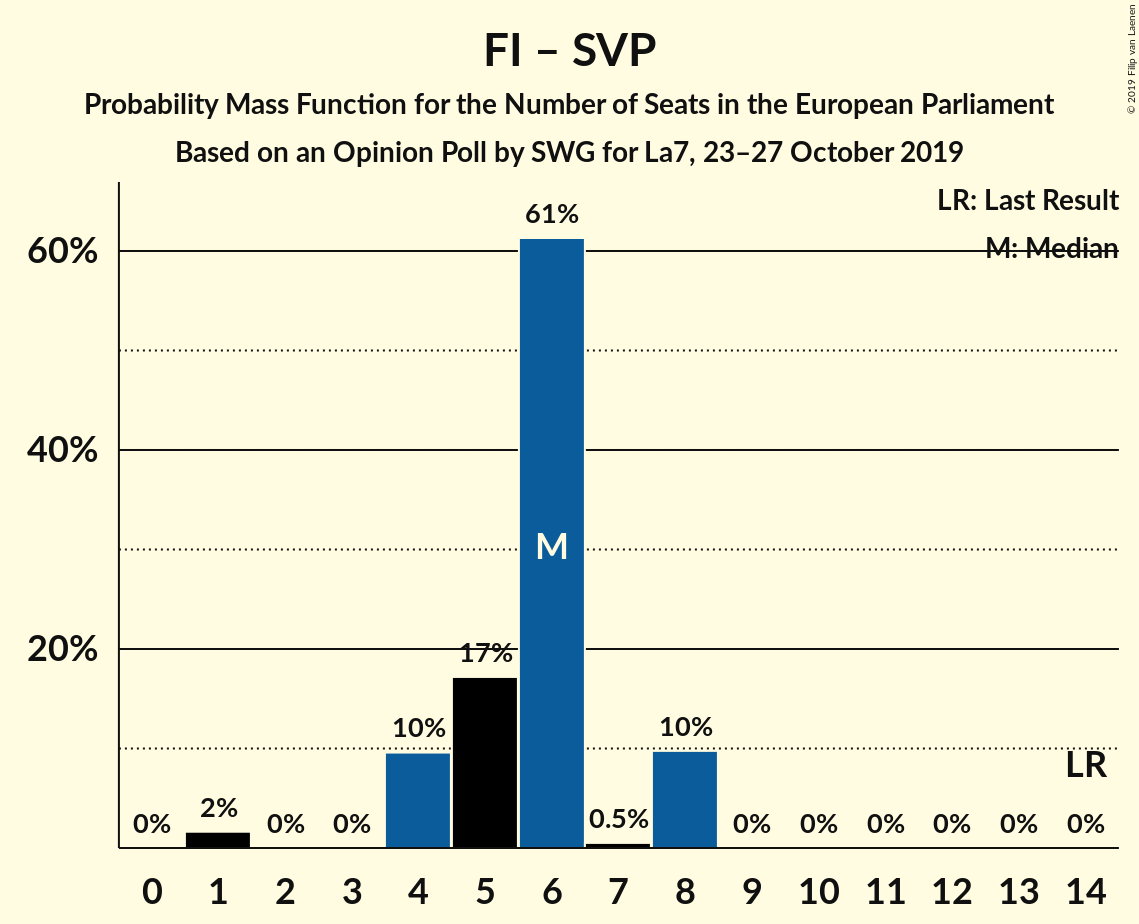 FI – SVP
Probability Mass Function for the Number of Seats in the European Parliament
Based on an Opinion Poll by SWG for La7, 23–27 October 2019
© 2019 Filip van Laenen
LR: Last Result
M: Median
60%
40%
20%
0% 2% 0% 0% 10% 17% 61% 0.5% 10% 0% 0% 0% 0% 0% 0%
M
LR
0 1 2 3 4 5 6 7 8 9 10 11 12 13 14